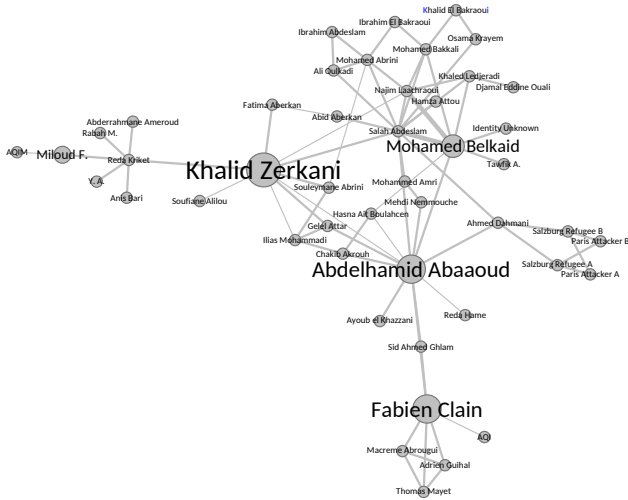 Khalid El Bakraoui
Ibrahim El Bakraoui
Ibrahim Abdeslam
Osama Krayem
Mohamed Bakkali
Mohamed Abrini
Ali Oulkadi
Khaled Ledjeradi
Djamal Eddine Ouali
Najim Laachraoui
Hamza Attou
Fatima Aberkan
Abid Aberkan
Abderrahmane Ameroud
Rabah M.
Salah Abdeslam
Identity Unknown
Mohamed Belkaid
AQIM
Miloud F.
Reda Kriket
Tawfik A.
Khalid Zerkani
Y. A.
Mohammed Amri
Souleymane Abrini
Anis Bari
Soufiane Alilou
Mehdi Nemmouche
Hasna Ait Boulahcen
Ahmed Dahmani
Gelel Attar
Salzburg Refugee B
Ilias Mohammadi
Paris Attacker B
Chakib Akrouh
Salzburg Refugee A
Abdelhamid Abaaoud
Paris Attacker A
Reda Hame
Ayoub el Khazzani
Sid Ahmed Ghlam
Fabien Clain
AQI
Macreme Abrougui
Adrien Guihal
Thomas Mayet